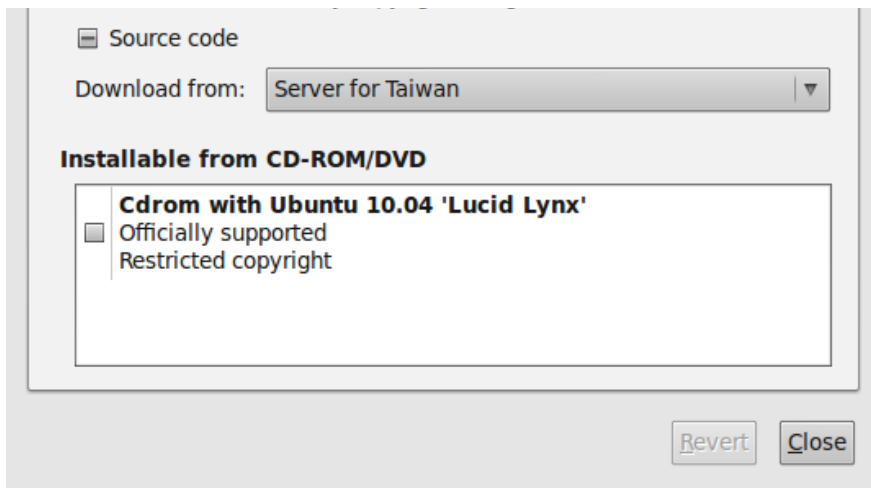 Source code
Download from: Server for Taiwan
Installable from CD-ROM/DVD
Cdrom with Ubuntu 10.04 'Lucid Lynx'
Officially supported
Restricted copyright
Revert Close